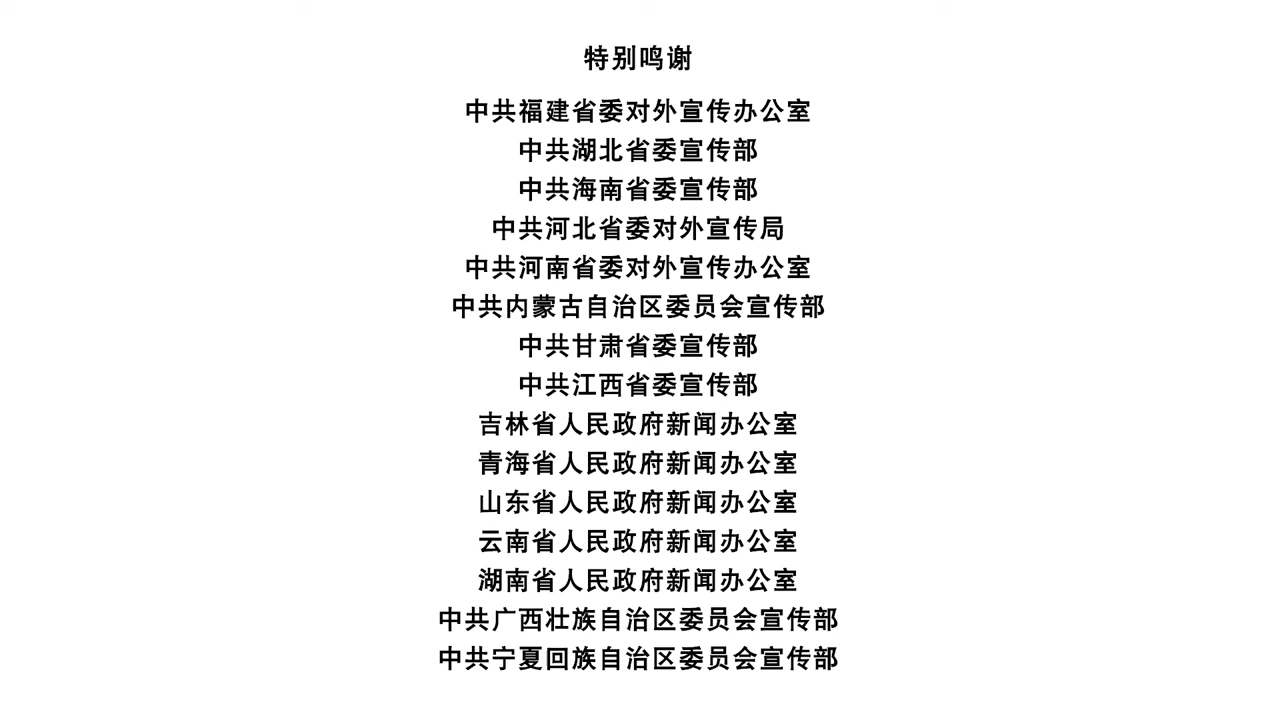 特别鸣谢
中共福建省委对外宣传办公室
中共湖北省委宣传部
中共海南省委宣传部
中共河北省委对外宣传局
中共河南省委对外宣传办公室
中共内蒙古自治区委员会宣传部
中共甘肃省委宣传部
中共江西省委宣传部
吉林省人民政府新闻办公室
青海省人民政府新闻办公室
山东省人民政府新闻办公室
云南省人民政府新闻办公室
湖南省人民政府新闻办公室
中共广西壮族自治区委员会宣传部
中共宁夏回族自治区委员会宣传部